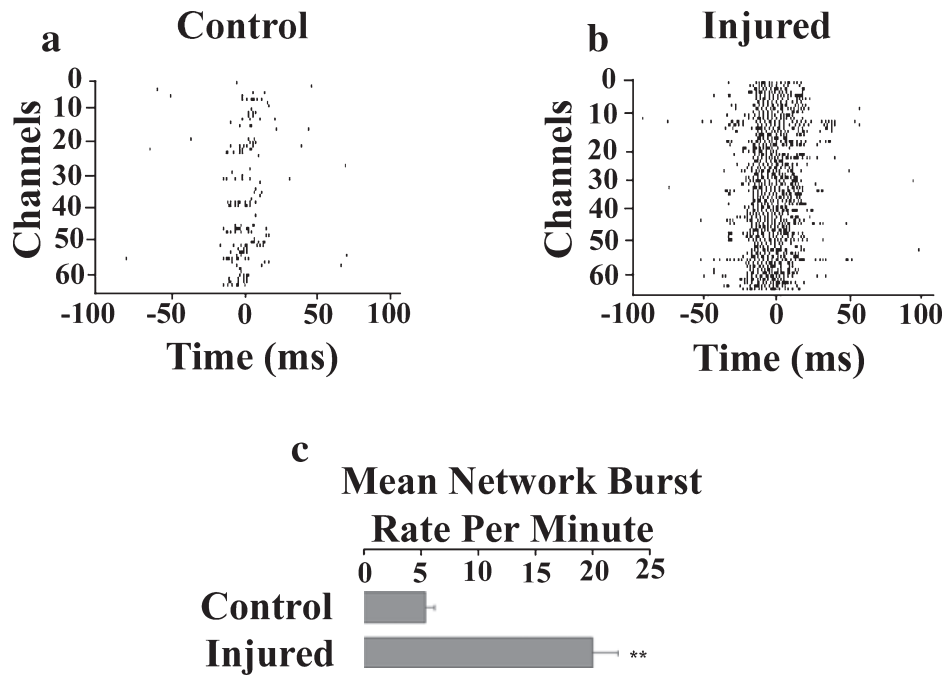 a
Control
Channels
0
10
20
30
40
50
60
-100 -50 0 50 100
Time (ms)
b
Injured
Channels
0
10
20
30
40
50
60
-100 -50 0 50 100
Time (ms)
c
Mean Network Burst
Rate Per Minute
0 5 10 15 20 25
Control
Injured **